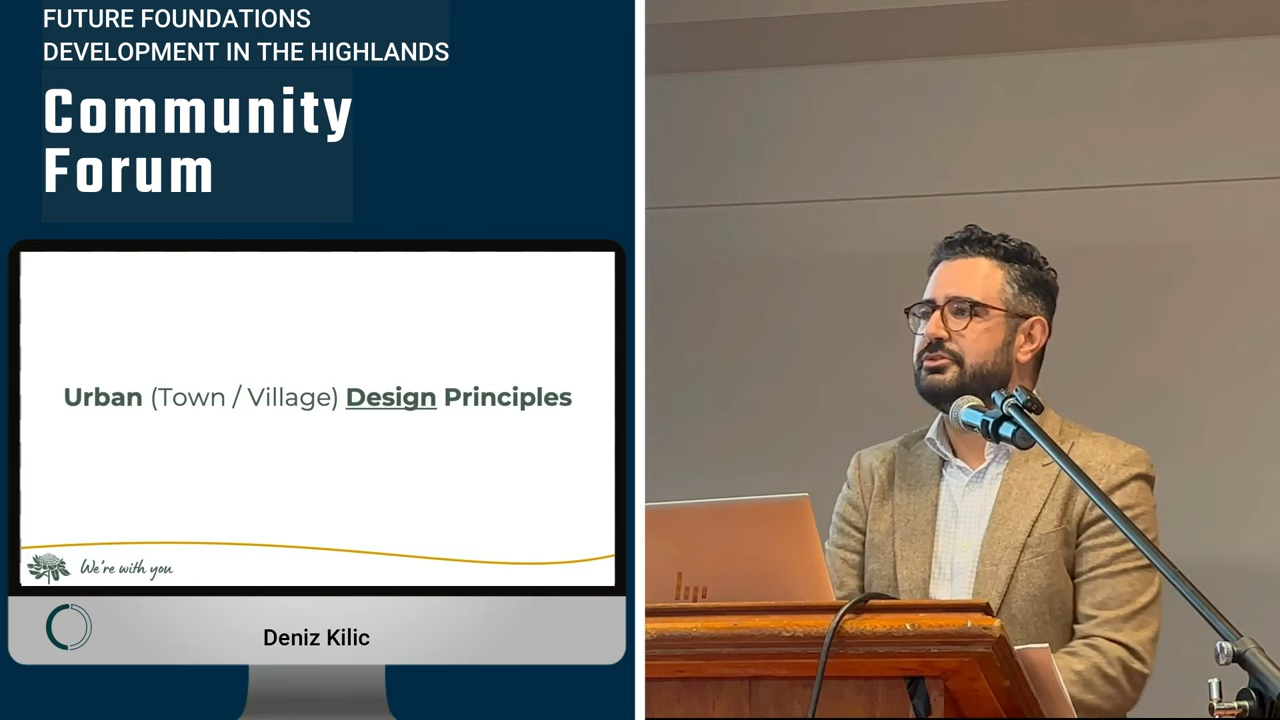 FUTURE FOUNDATIONS
DEVELOPMENT IN THE HIGHLANDS
Community
Forum
Urban (Town / Village) Design Principles
We're with you
Deniz Kilic
hp